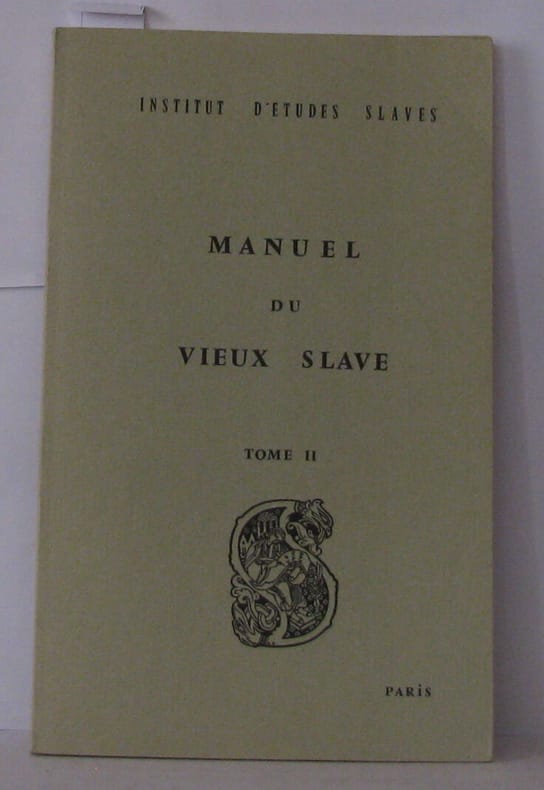 INSTITUT D'ETUDES SLAVES
MANUEL
DU
VIEUX SLAVE
TOME II
PARiS